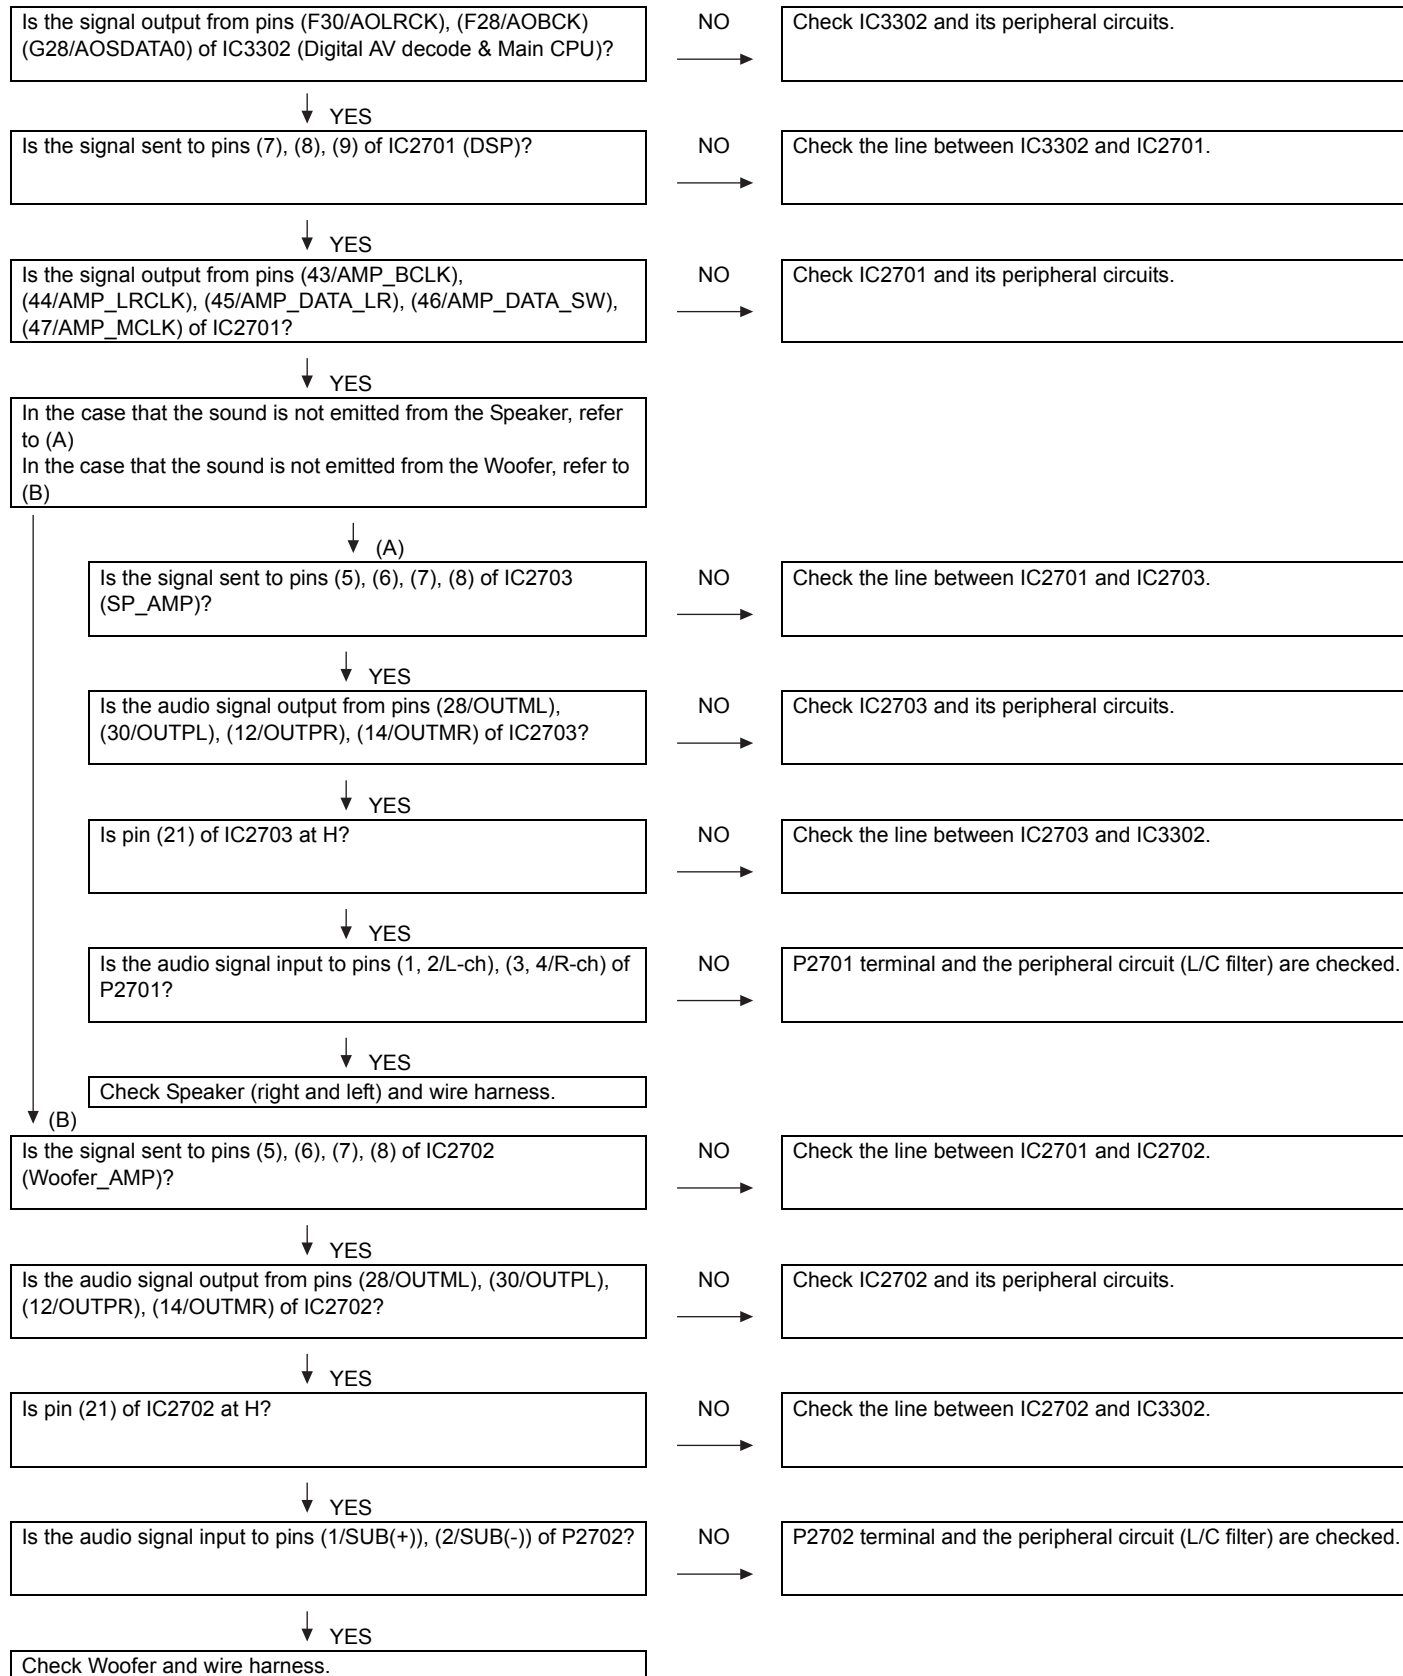 Is the signal output from pins (F30/AOLRCK), (F28/AOBCK)
(G28/AOSDATA0) of IC3302 (Digital AV decode & Main CPU)?
NO
Check IC3302 and its peripheral circuits.
YES
Is the signal sent to pins (7), (8), (9) of IC2701 (DSP)?
NO
Check the line between IC3302 and IC2701.
YES
Is the signal output from pins (43/AMP_BCLK),
(44/AMP_LRCLK), (45/AMP_DATA_LR), (46/AMP_DATA_SW),
(47/AMP_MCLK) of IC2701?
NO
Check IC2701 and its peripheral circuits.
YES
In the case that the sound is not emitted from the Speaker, refer
to (A)
In the case that the sound is not emitted from the Woofer, refer to
(B)
(A)
Is the signal sent to pins (5), (6), (7), (8) of IC2703
(SP_AMP)?
NO
Check the line between IC2701 and IC2703.
YES
Is the audio signal output from pins (28/OUTML),
(30/OUTPL), (12/OUTPR), (14/OUTMR) of IC2703?
NO
Check IC2703 and its peripheral circuits.
YES
Is pin (21) of IC2703 at H?
NO
Check the line between IC2703 and IC3302.
YES
Is the audio signal input to pins (1, 2/L-ch), (3, 4/R-ch) of
P2701?
NO
P2701 terminal and the peripheral circuit (L/C filter) are checked.
YES
Check Speaker (right and left) and wire harness.
(B)
Is the signal sent to pins (5), (6), (7), (8) of IC2702
(Woofer_AMP)?
NO
Check the line between IC2701 and IC2702.
YES
Is the audio signal output from pins (28/OUTML), (30/OUTPL),
(12/OUTPR), (14/OUTMR) of IC2702?
NO
Check IC2702 and its peripheral circuits.
YES
Is pin (21) of IC2702 at H?
NO
Check the line between IC2702 and IC3302.
YES
Is the audio signal input to pins (1/SUB(+)), (2/SUB(-)) of P2702?
NO
P2702 terminal and the peripheral circuit (L/C filter) are checked.
YES
Check Woofer and wire harness.